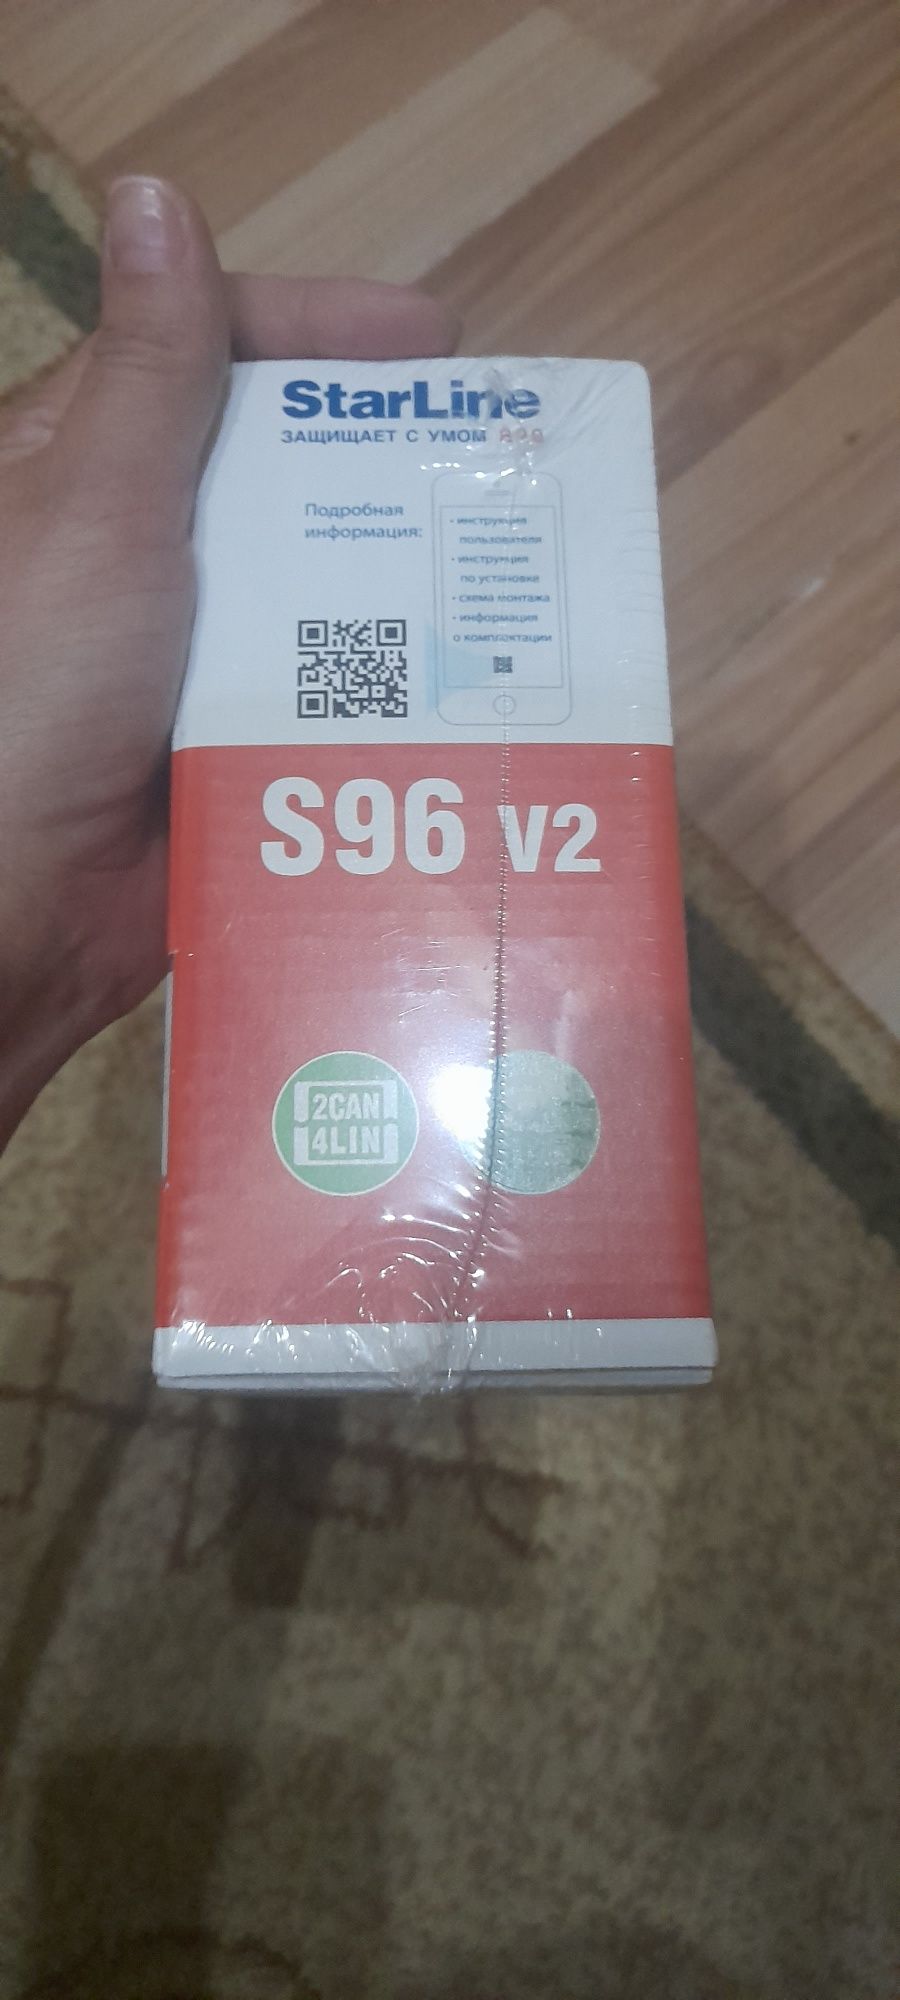 StarLine
ЗАЩИЩАЕТ С УМОМ
Подробная
информация:
• инструкция
пользователя
• инструкция
по установке
• схема монтажа
• информация
о комплектации
S96 V2
2CAN
4LIN